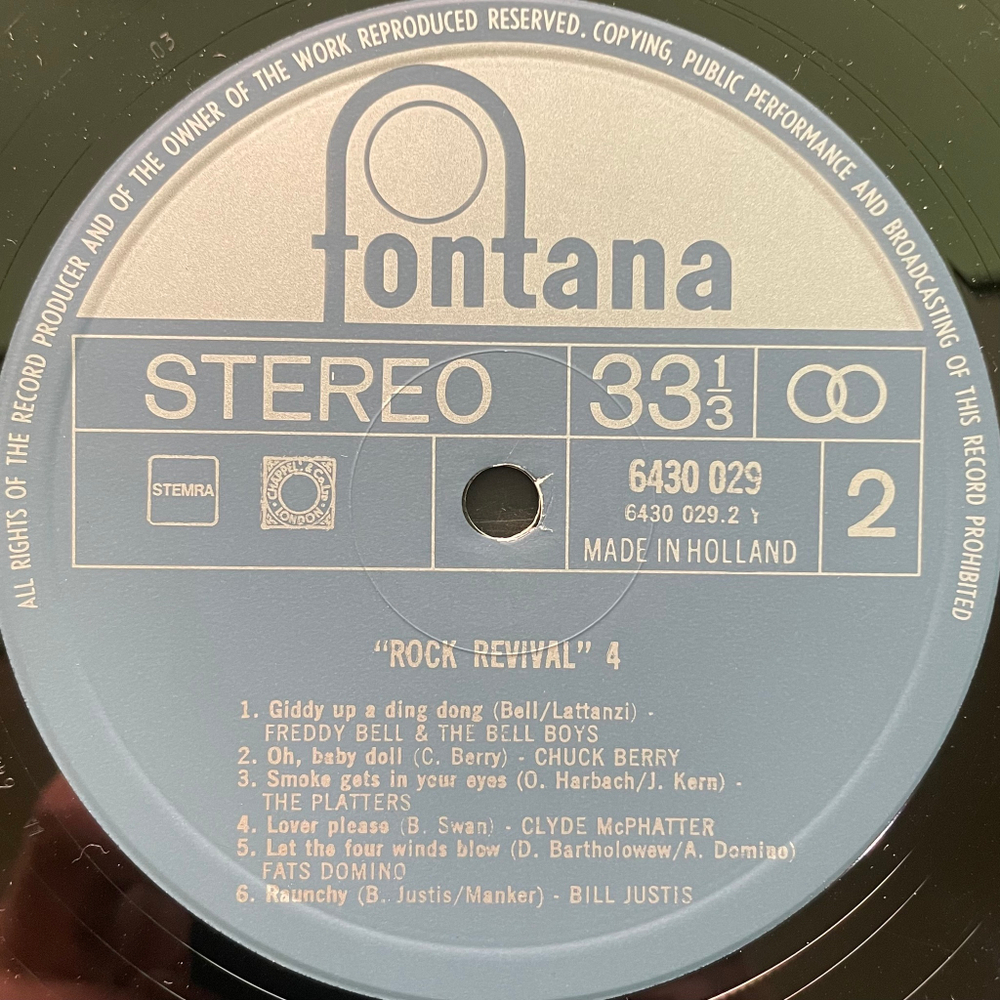 ALL RIGHTS OF THE RECORD PRODUCER AND OF THE OWNER OF THE WORK REPRODUCED RESERVED. COPYING, PUBLIC PERFORMANCE AND BROADCASTING OF THIS RECORD PROHIBITED
fontana
STEREO 33 1/3
STEMRA
CHAPPELL & CO. LTD LONDON
6430 029
6430 029.2 Y
MADE IN HOLLAND
2
"ROCK REVIVAL" 4
1. Giddy up a ding dong (Bell/Lattanzi) -
FREDDY BELL & THE BELL BOYS
2. Oh, baby doll (C. Berry) - CHUCK BERRY
3. Smoke gets in your eyes (O. Harbach/J. Kern) -
THE PLATTERS
4. Lover please (B. Swan) - CLYDE McPHATTER
5. Let the four winds blow (D. Bartholowew/A. Domino)
FATS DOMINO
6. Raunchy (B. Justis/Manker) - BILL JUSTIS